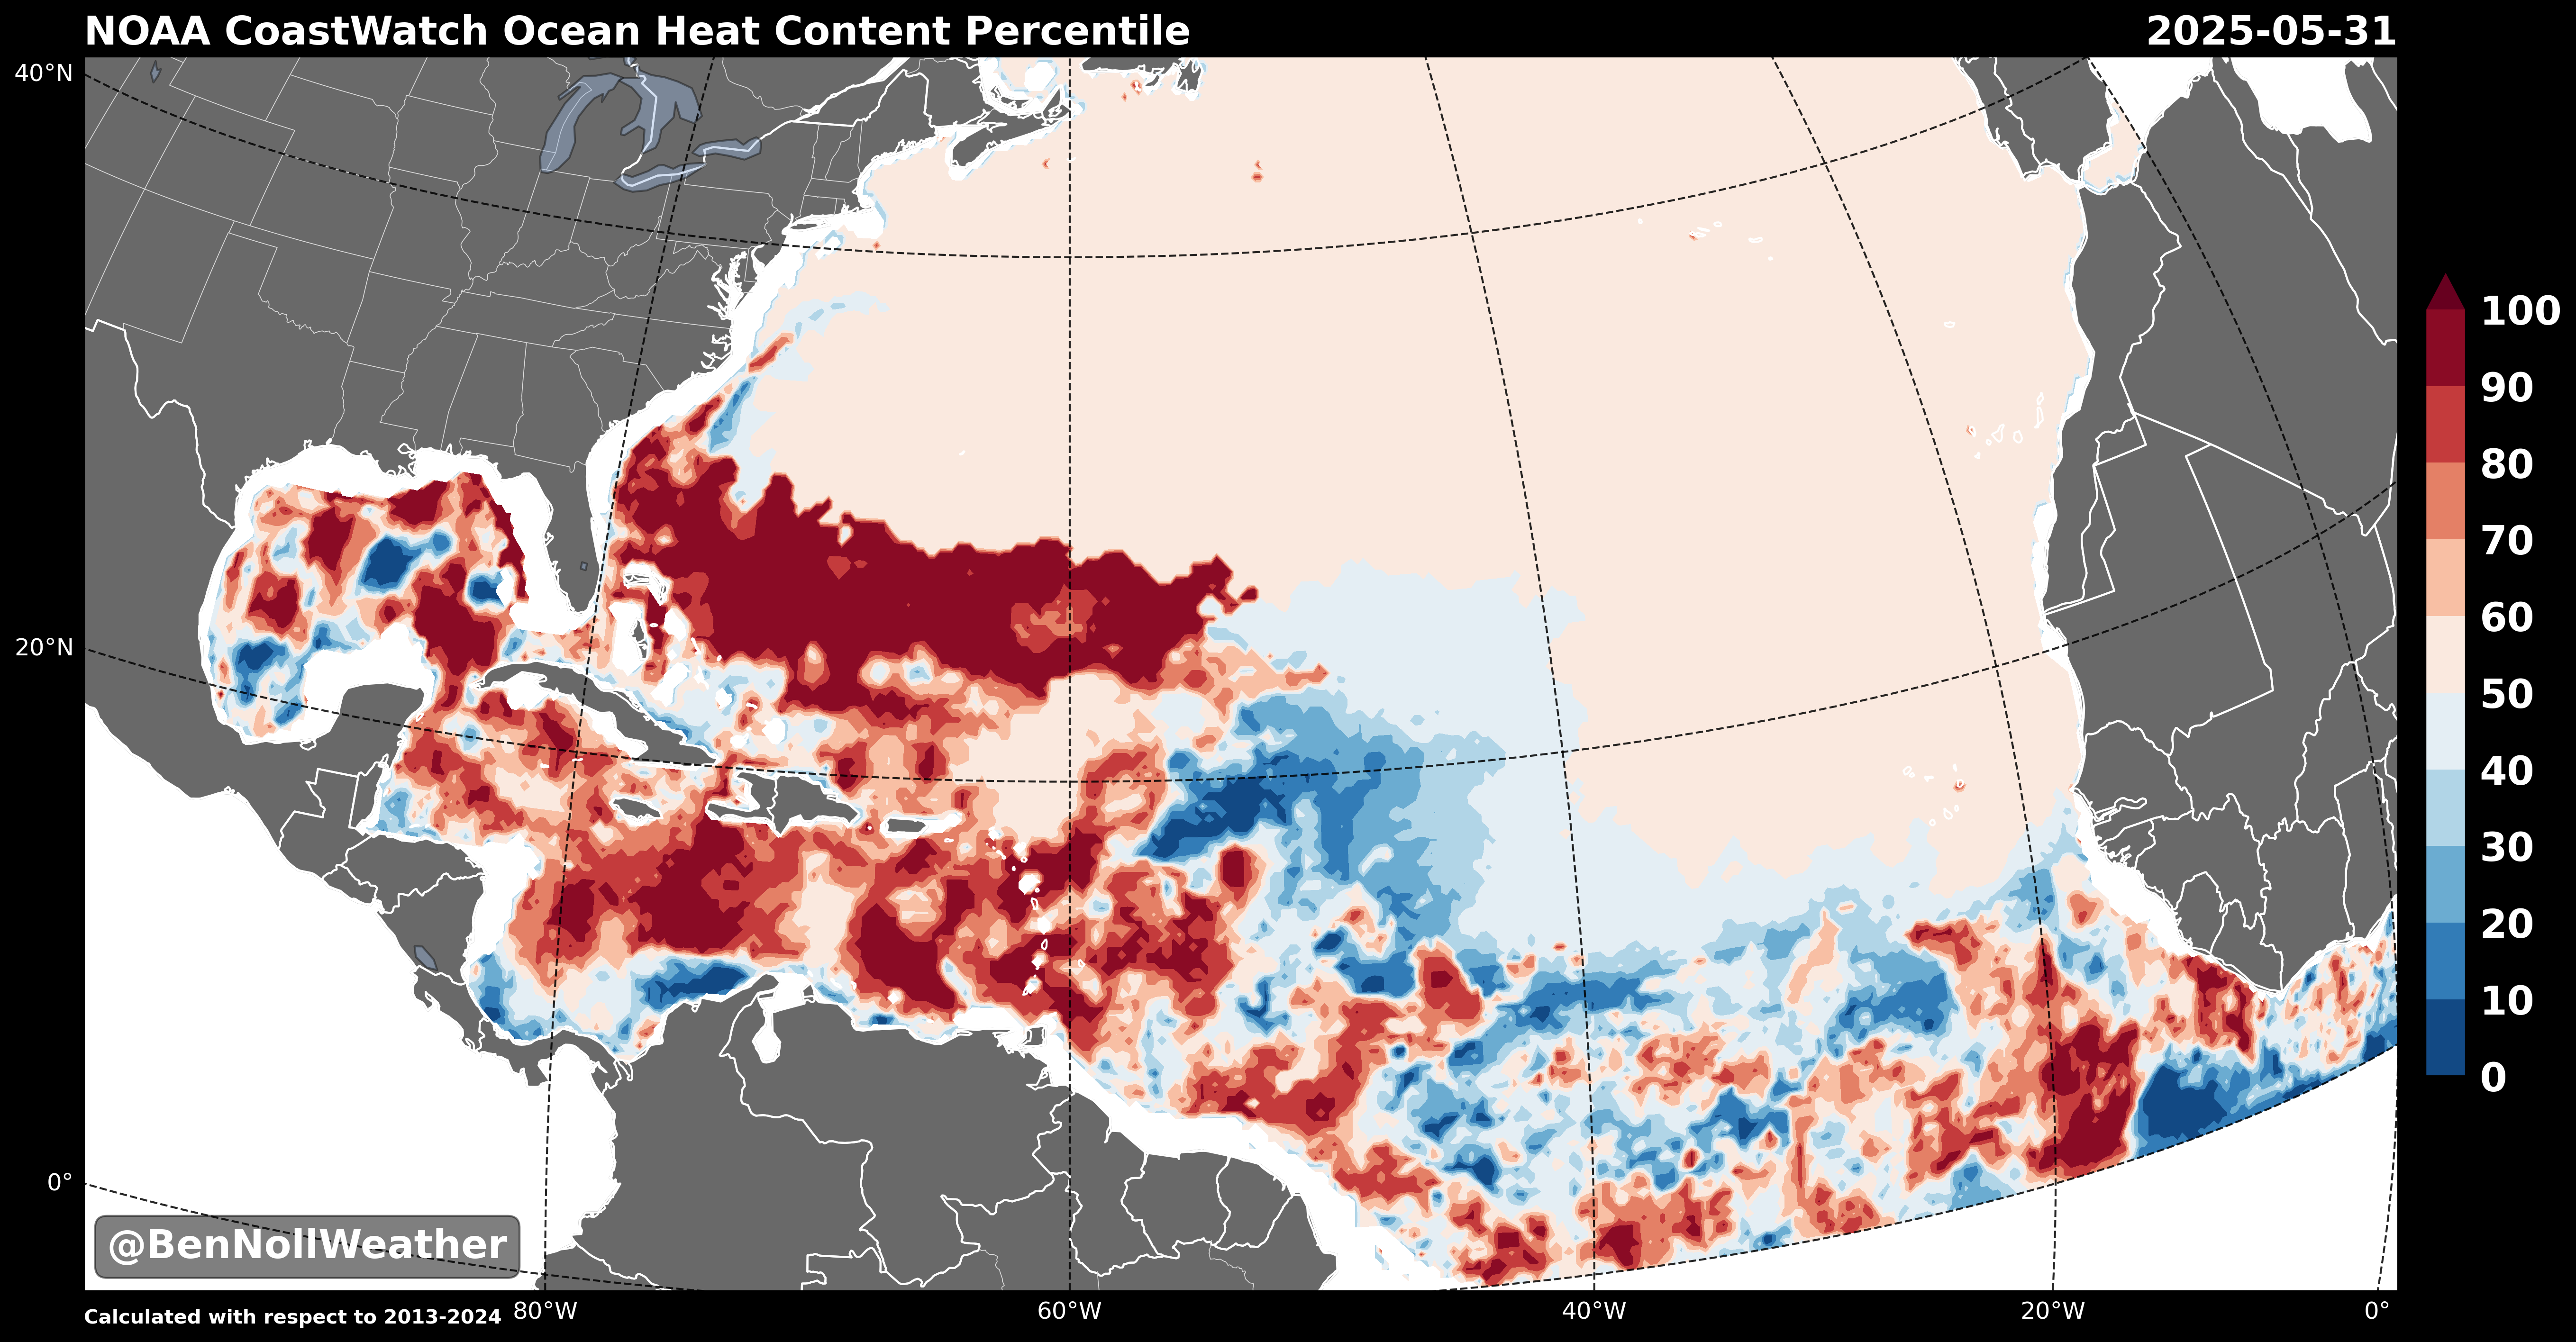 NOAA CoastWatch Ocean Heat Content Percentile
2025-05-31
40°N
20°N
0°
100
90
80
70
60
50
40
30
20
10
0
@BenNollWeather
Calculated with respect to 2013-2024
80°W
60°W
40°W
20°W
0°